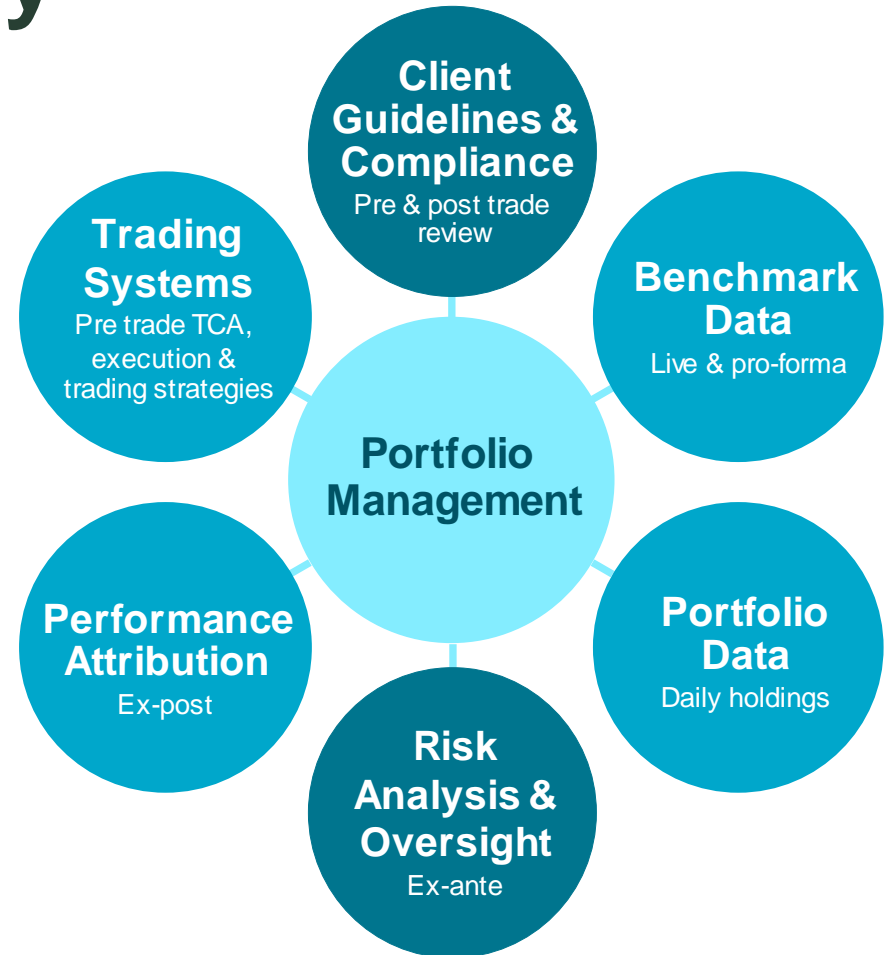 y
Client
Guidelines &
Compliance
Pre & post trade
review
Trading
Systems
Pre trade TCA,
execution &
trading strategies
Benchmark
Data
Live & pro-forma
Portfolio
Management
Performance
Attribution
Ex-post
Portfolio
Data
Daily holdings
Risk
Analysis &
Oversight
Ex-ante